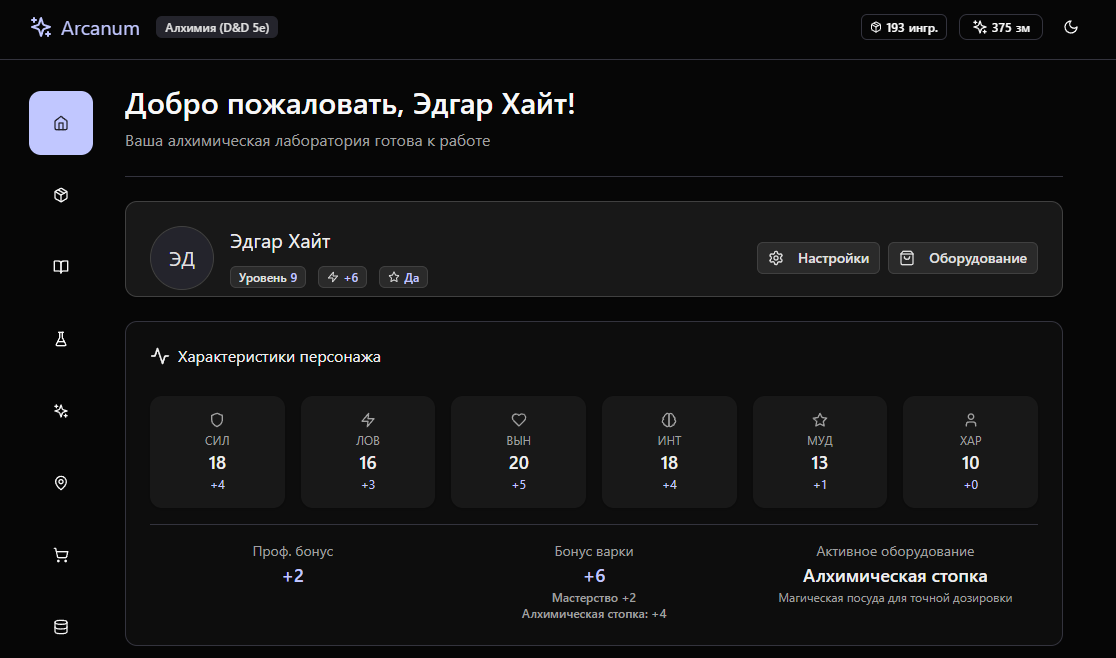 Arcanum
Алхимия (D&D 5e)
193 ингр.
375 зм
Добро пожаловать, Эдгар Хайт!
Ваша алхимическая лаборатория готова к работе
ЭД
Эдгар Хайт
Уровень 9
+6
Да
Настройки
Оборудование
Характеристики персонажа
СИЛ
18
+4
ЛОВ
16
+3
ВЫН
20
+5
ИНТ
18
+4
МУД
13
+1
ХАР
10
+0
Проф. бонус
+2
Бонус варки
+6
Мастерство +2
Алхимическая стопка: +4
Активное оборудование
Алхимическая стопка
Магическая посуда для точной дозировки